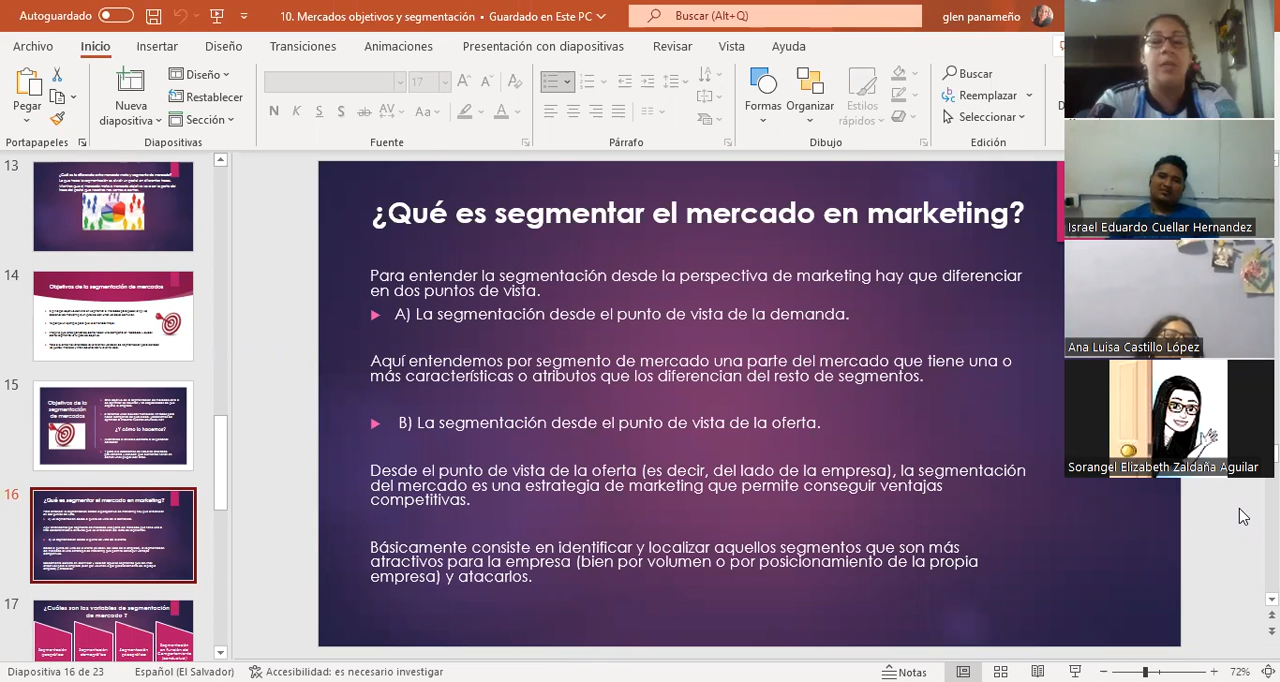 Autoguardado
10. Mercados objetivos y segmentación • Guardado en Este PC
Buscar (Alt+Q)
glen panameño
Archivo
Inicio
Insertar
Diseño
Transiciones
Animaciones
Presentación con diapositivas
Revisar
Vista
Ayuda
Pegar
Nueva
diapositiva
Diseño
Restablecer
Sección
17
N K S S ab AV Aa A
Formas
Organizar
Estilos
rápidos
Buscar
Reemplazar
Seleccionar
Portapapeles
Diapositivas
Fuente
Párrafo
Dibujo
Edición
13
14
Objetivos de la segmentación de mercados
15
Objetivos de la
segmentación
de mercados
¿Y cómo lo hacemos?
16
¿Qué es segmentar el mercado en marketing?
17
¿Cuáles son las variables de segmentación
de mercado ?
¿Qué es segmentar el mercado en marketing?
Para entender la segmentación desde la perspectiva de marketing hay que diferenciar
en dos puntos de vista.
A) La segmentación desde el punto de vista de la demanda.
Aquí entendemos por segmento de mercado una parte del mercado que tiene una o
más características o atributos que los diferencian del resto de segmentos.
B) La segmentación desde el punto de vista de la oferta.
Desde el punto de vista de la oferta (es decir, del lado de la empresa), la segmentación
del mercado es una estrategia de marketing que permite conseguir ventajas
competitivas.
Básicamente consiste en identificar y localizar aquellos segmentos que son más
atractivos para la empresa (bien por volumen o por posicionamiento de la propia
empresa) y atacarlos.
Israel Eduardo Cuellar Hernandez
Ana Luisa Castillo López
Sorangel Elizabeth Zaldaña Aguilar
Diapositiva 16 de 23
Español (El Salvador)
Accesibilidad: es necesario investigar
Notas
72%